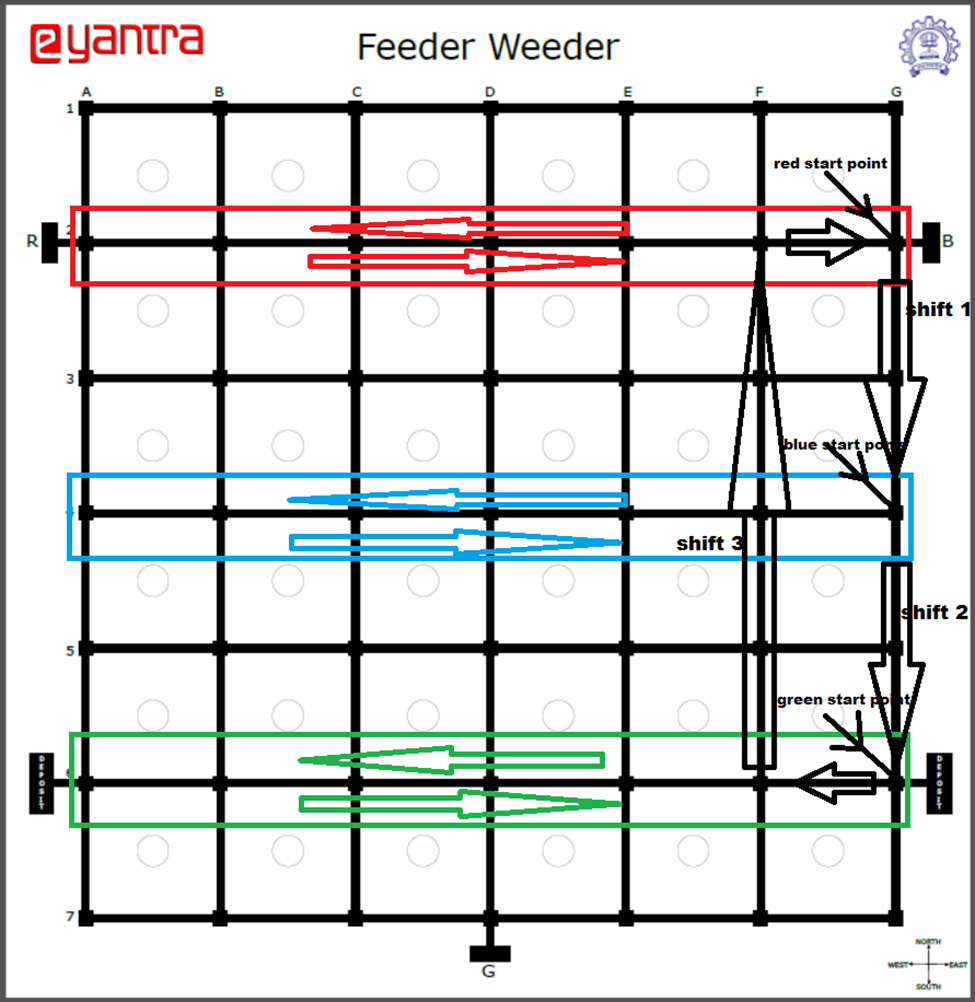 eyantra
Feeder Weeder
A B C D E F G
1
red start point
2
R
B
shift 1
3
blue start point
4
shift 3
shift 2
5
green start point
6
DEPOSIT
DEPOSIT
7
G
NORTH
WEST EAST
SOUTH